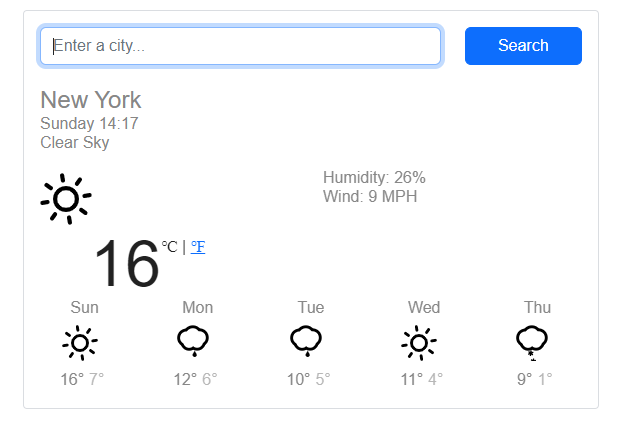 Enter a city... Search
New York
Sunday 14:17
Clear Sky
Humidity: 26%
Wind: 9 MPH
16 °C | °F
Sun Mon Tue Wed Thu
16° 7° 12° 6° 10° 5° 11° 4° 9° 1°